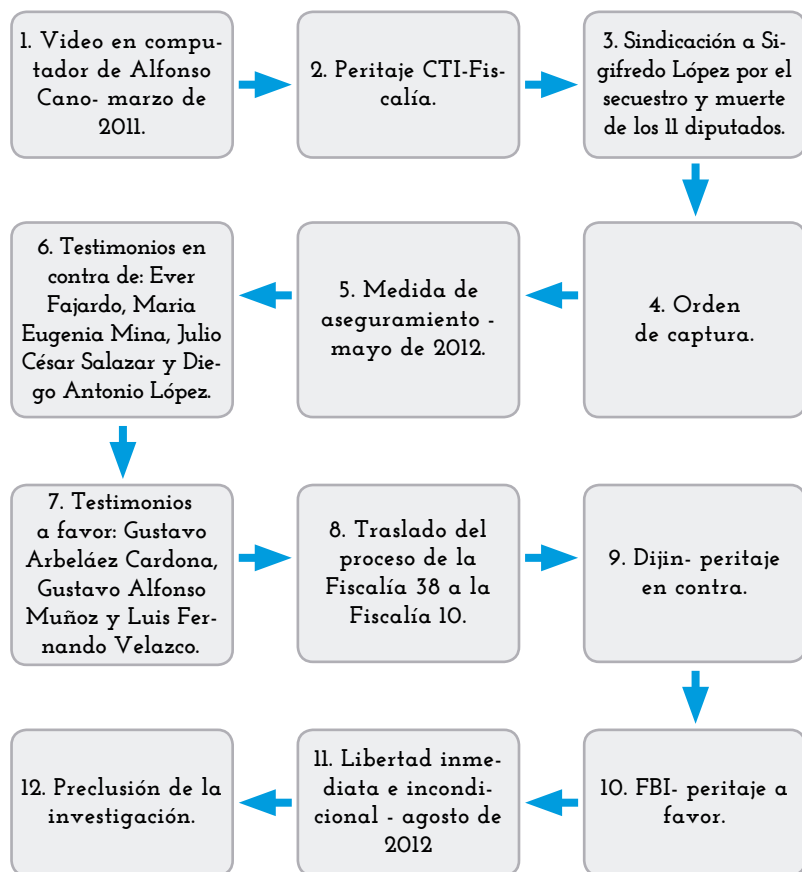 1. Video en compu-
tador de Alfonso
Cano- marzo de
2011.
2. Peritaje CTI-Fis-
calía.
3. Sindicación a Si-
gifredo López por el
secuestro y muerte
de los 11 diputados.
4. Orden
de captura.
5. Medida de
aseguramiento -
mayo de 2012.
6. Testimonios en
contra de: Ever
Fajardo, Maria
Eugenia Mina, Julio
César Salazar y Die-
go Antonio López.
7. Testimonios
a favor: Gustavo
Arbeláez Cardona,
Gustavo Alfonso
Muñoz y Luis Fer-
nando Velazco.
8. Traslado del
proceso de la
Fiscalía 38 a la
Fiscalía 10.
9. Dijin- peritaje
en contra.
10. FBI- peritaje a
favor.
11. Libertad inme-
diata e incondi-
cional - agosto de
2012
12. Preclusión de la
investigación.